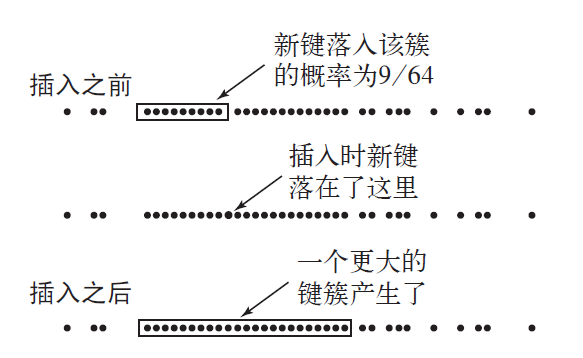 新键落入该簇
的概率为9/64
插入之前
插入时新键
落在了这里
一个更大的
键簇产生了
插入之后